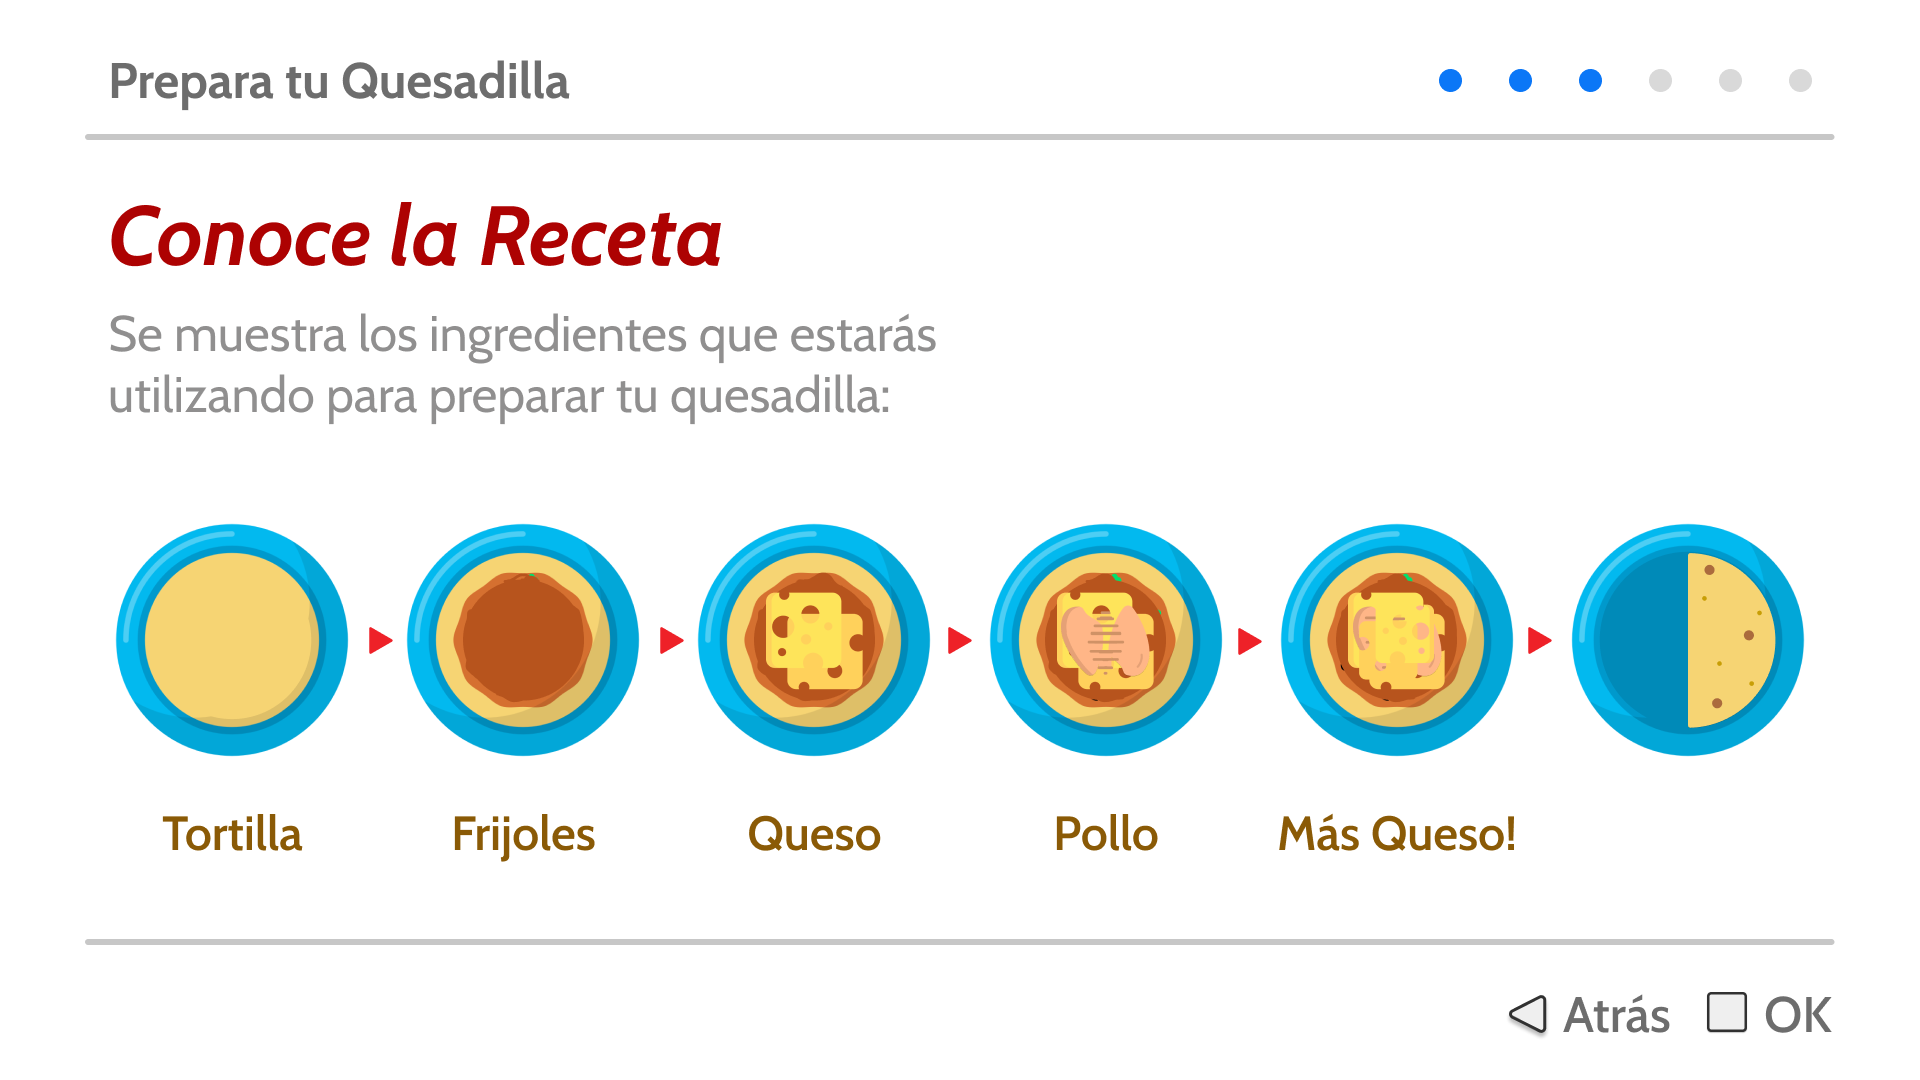 Prepara tu Quesadilla
Conoce la Receta
Se muestra los ingredientes que estarás
utilizando para preparar tu quesadilla:
Tortilla
Frijoles
Queso
Pollo
Más Queso!
Atrás
OK